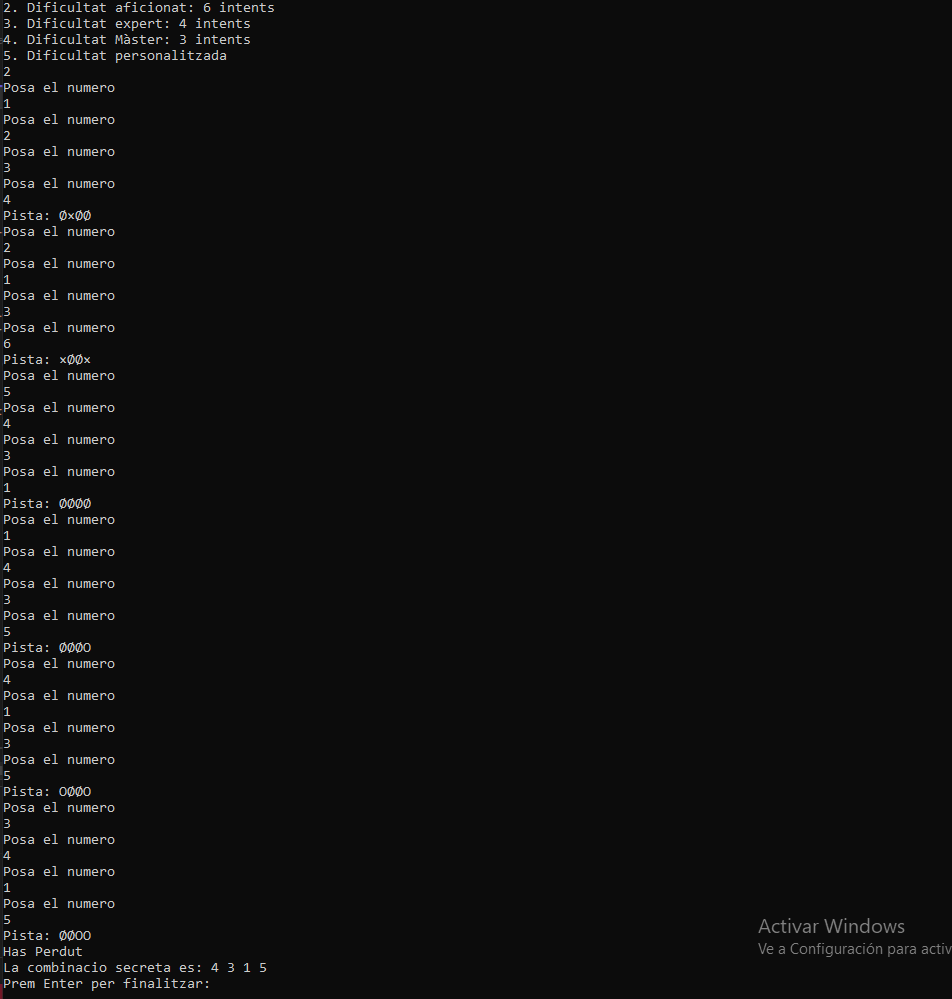 2. Dificultat aficionat: 6 intents
3. Dificultat expert: 4 intents
4. Dificultat Màster: 3 intents
5. Dificultat personalitzada
2
Posa el numero
1
Posa el numero
2
Posa el numero
3
Posa el numero
4
Pista: Ø×ØØ
Posa el numero
2
Posa el numero
1
Posa el numero
3
Posa el numero
6
Pista: ×ØØ×
Posa el numero
5
Posa el numero
4
Posa el numero
3
Posa el numero
1
Pista: ØØØØ
Posa el numero
1
Posa el numero
4
Posa el numero
3
Posa el numero
5
Pista: ØØØO
Posa el numero
4
Posa el numero
1
Posa el numero
3
Posa el numero
5
Pista: OØØO
Posa el numero
3
Posa el numero
4
Posa el numero
1
Posa el numero
5
Pista: ØØOO
Has Perdut
La combinacio secreta es: 4 3 1 5
Prem Enter per finalitzar:
Activar Windows
Ve a Configuración para activ